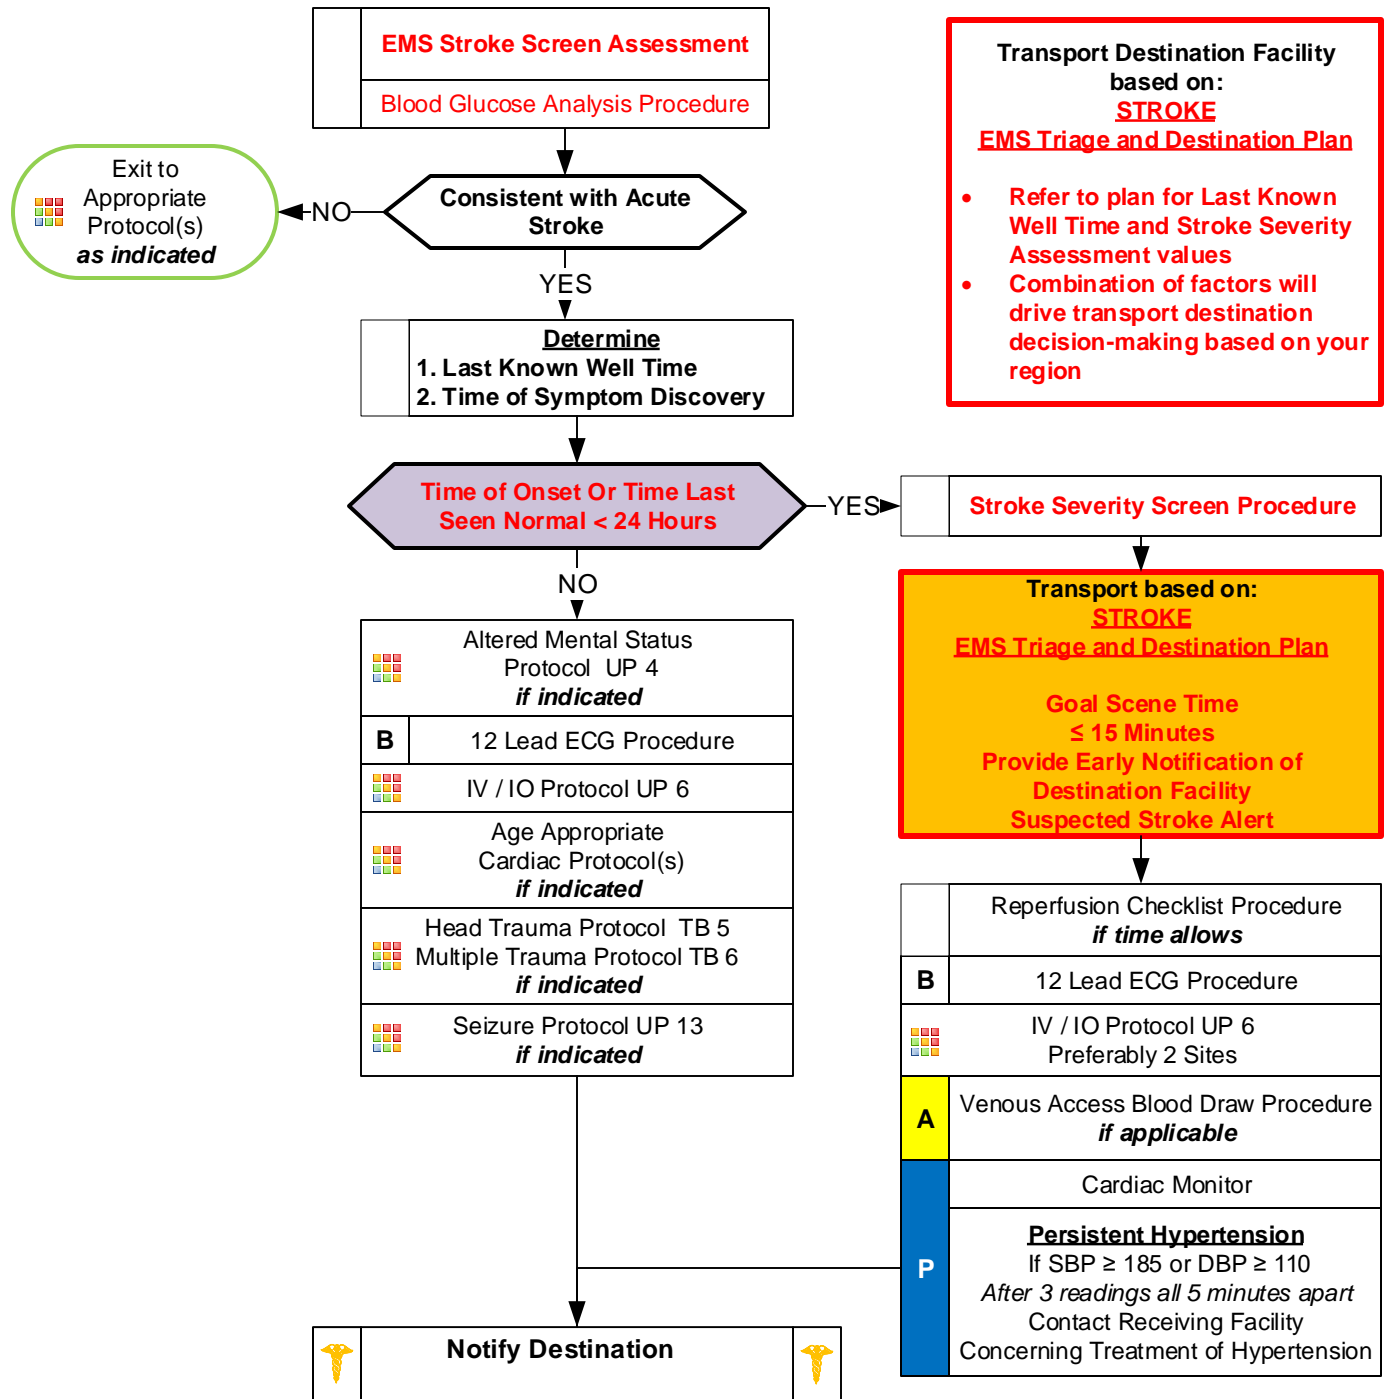 EMS Stroke Screen Assessment
Blood Glucose Analysis Procedure
Transport Destination Facility
based on:
STROKE
EMS Triage and Destination Plan
• Refer to plan for Last Known
Well Time and Stroke Severity
Assessment values
• Combination of factors will
drive transport destination
decision-making based on your
region
Exit to
Appropriate
Protocol(s)
as indicated
NO
Consistent with Acute
Stroke
YES
Determine
1. Last Known Well Time
2. Time of Symptom Discovery
Time of Onset Or Time Last
Seen Normal < 24 Hours
YES
Stroke Severity Screen Procedure
NO
Transport based on:
STROKE
EMS Triage and Destination Plan
Goal Scene Time
≤ 15 Minutes
Provide Early Notification of
Destination Facility
Suspected Stroke Alert
Altered Mental Status
Protocol UP 4
if indicated
B
12 Lead ECG Procedure
IV / IO Protocol UP 6
Age Appropriate
Cardiac Protocol(s)
if indicated
Head Trauma Protocol TB 5
Multiple Trauma Protocol TB 6
if indicated
Seizure Protocol UP 13
if indicated
Reperfusion Checklist Procedure
if time allows
B
12 Lead ECG Procedure
IV / IO Protocol UP 6
Preferably 2 Sites
A
Venous Access Blood Draw Procedure
if applicable
P
Cardiac Monitor
Persistent Hypertension
If SBP ≥ 185 or DBP ≥ 110
After 3 readings all 5 minutes apart
Contact Receiving Facility
Concerning Treatment of Hypertension
Notify Destination